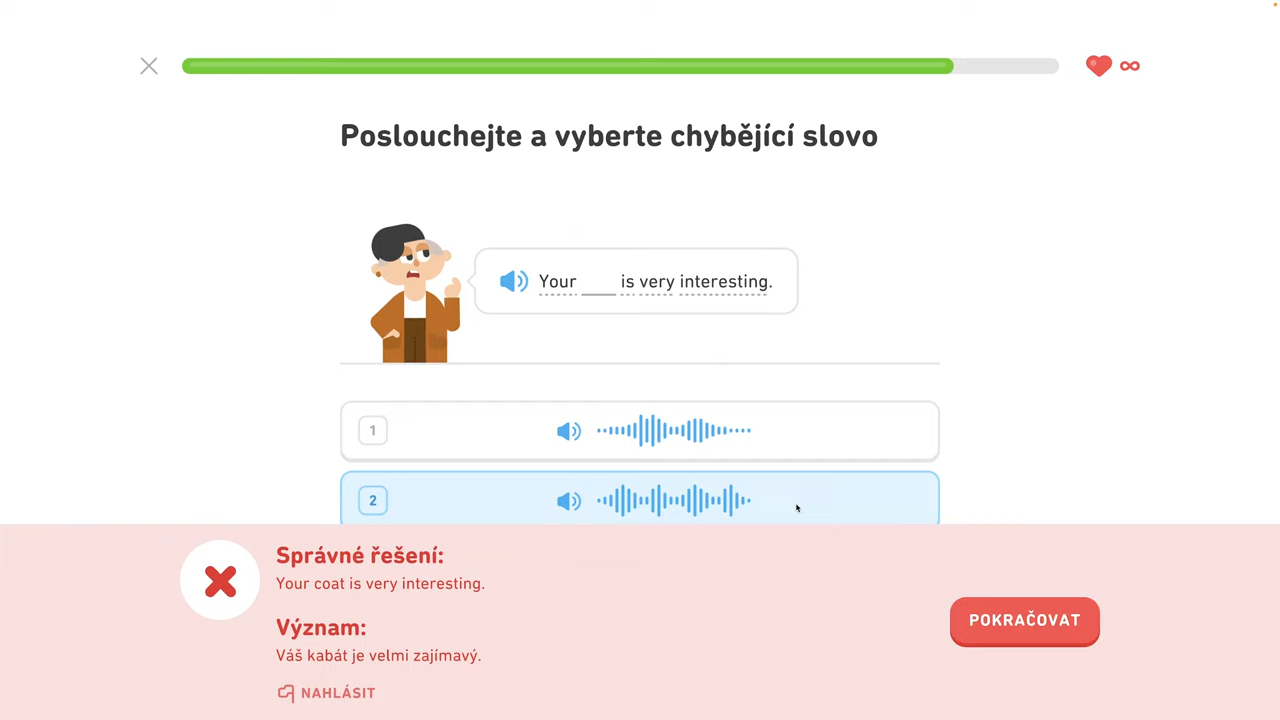 Poslouchejte a vyberte chybějící slovo
Your ____ is very interesting.
1
2
Správné řešení:
Your coat is very interesting.
Význam:
Váš kabát je velmi zajímavý.
NAHLÁSIT
POKRAČOVAT